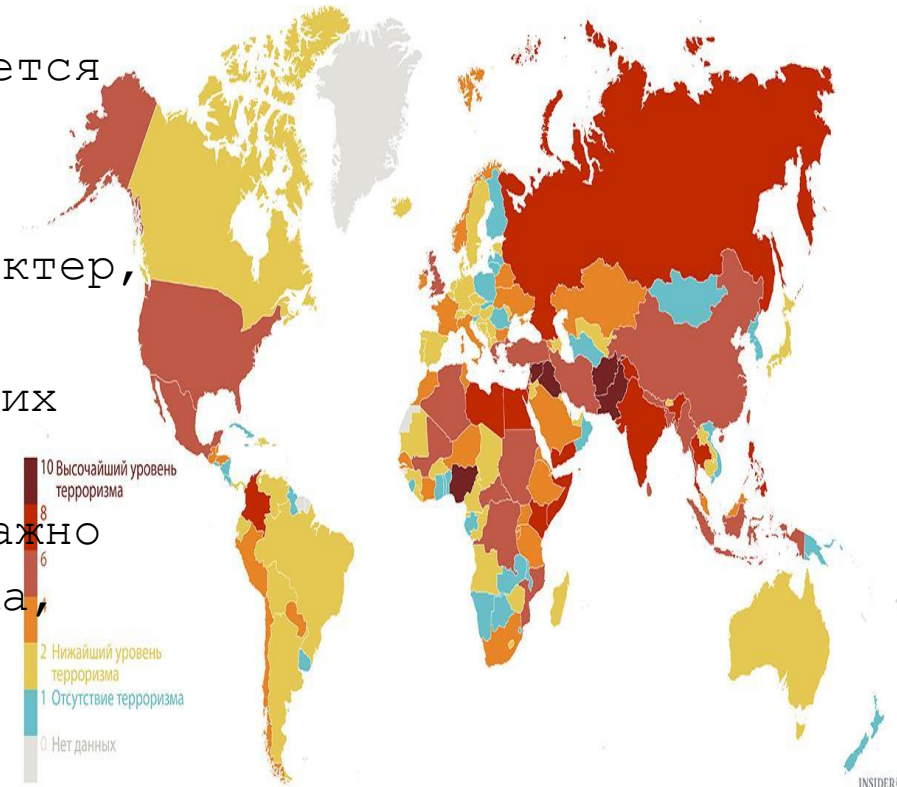 ется
ктер,
их
ажно
а,
10 Высочайший уровень
терроризма
8
6
2 Нижайший уровень
терроризма
1 Отсутствие терроризма
0 Нет данных
INSIDER